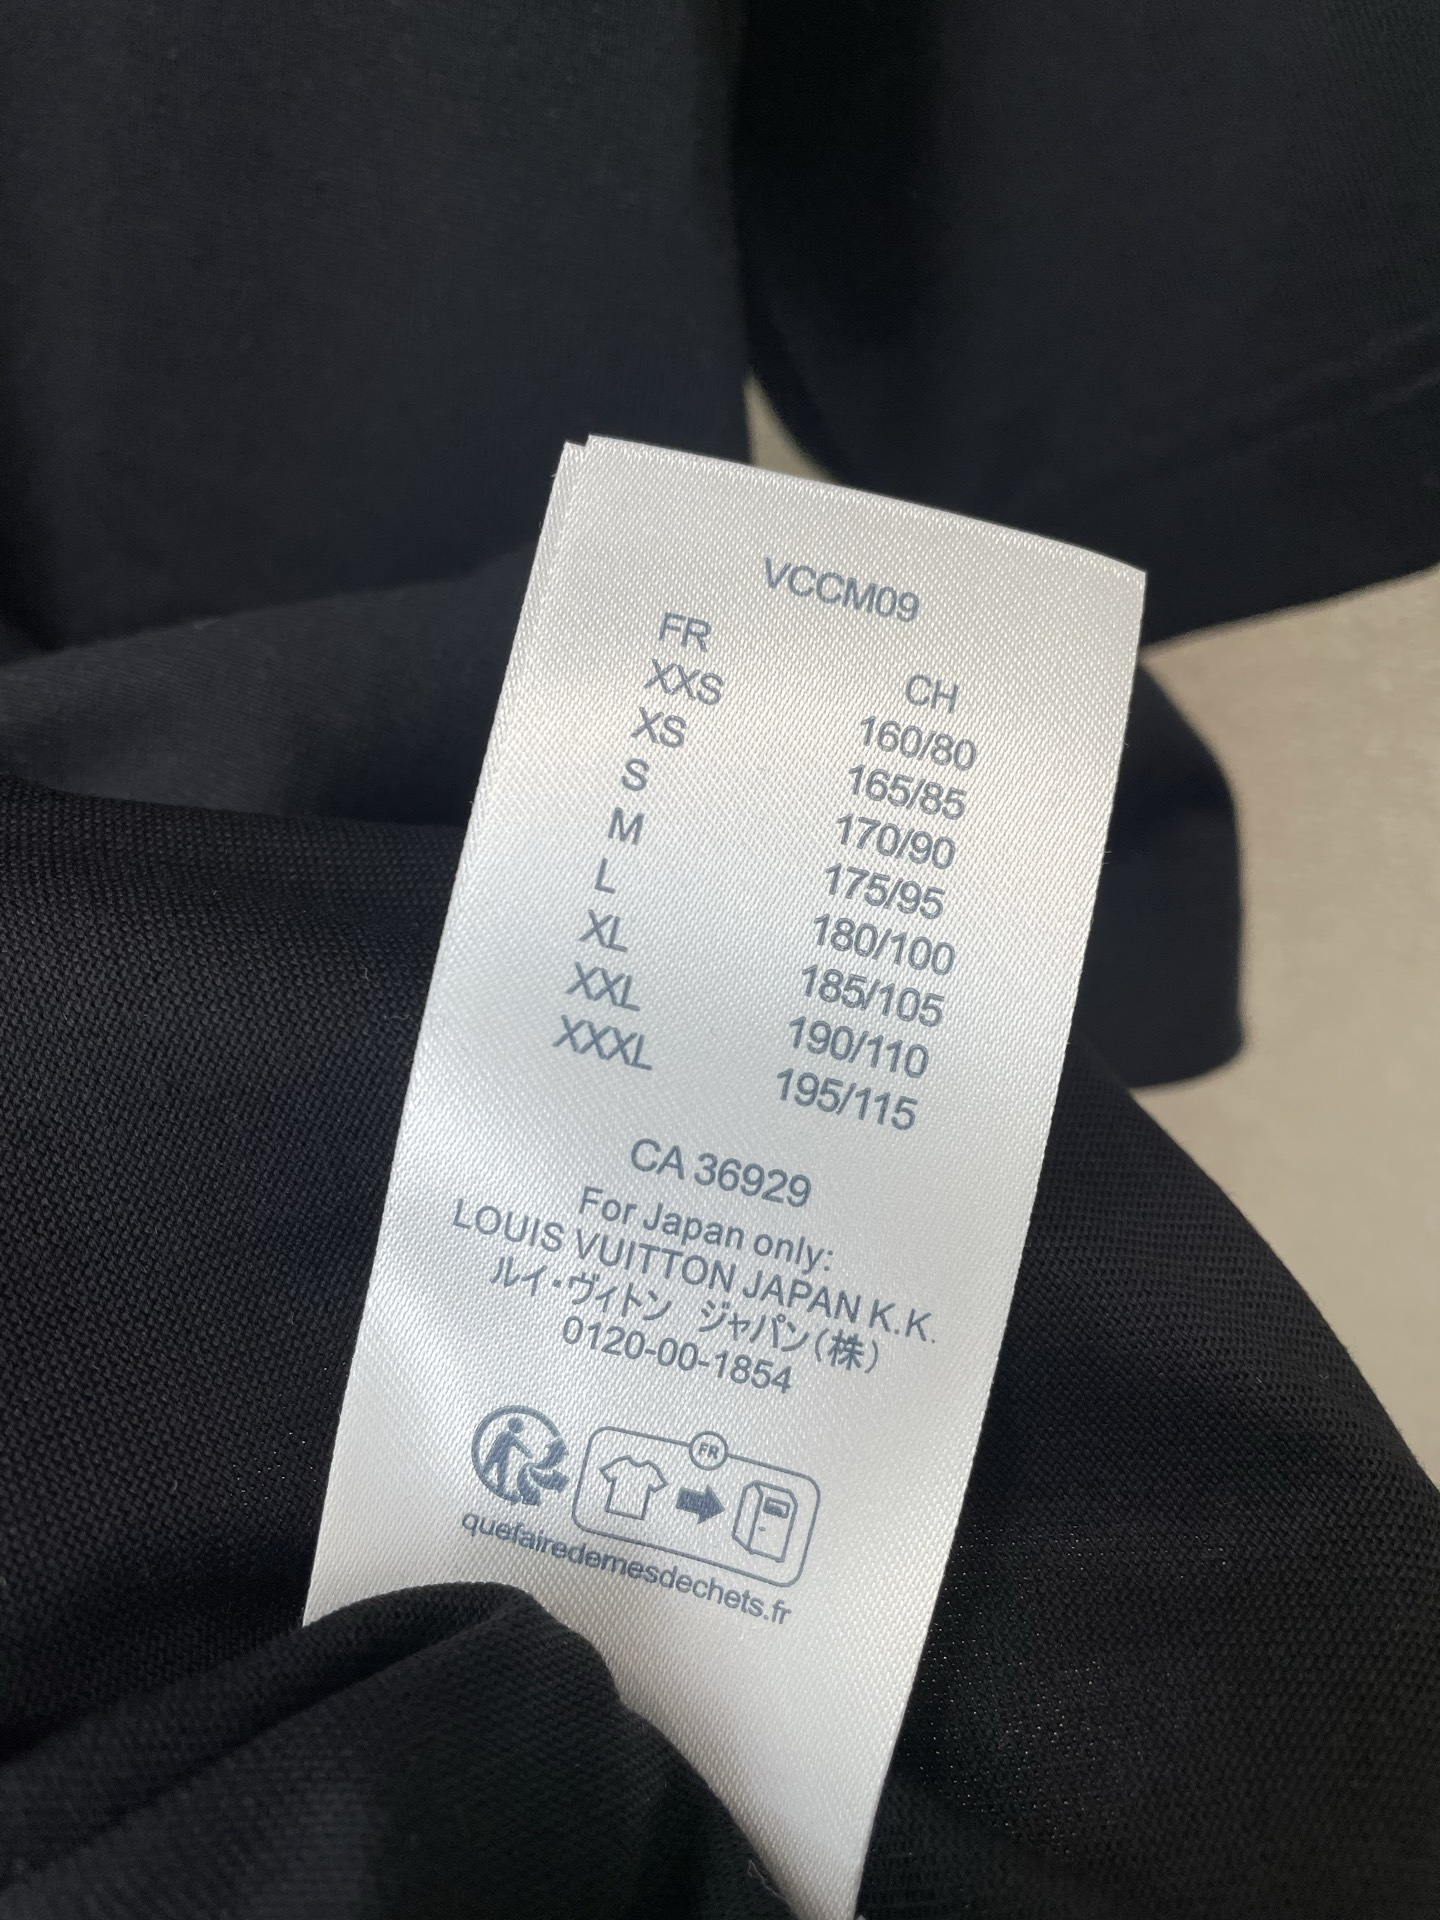 VCCM09
FR CH
XXS 160/80
XS 165/85
S 170/90
M 175/95
L 180/100
XL 185/105
XXL 190/110
XXXL 195/115
CA 36929
For Japan only:
LOUIS VUITTON JAPAN K.K.
ルイ・ヴィトン ジャパン(株)
0120-00-1854
FR
quefairedemesdechets.fr